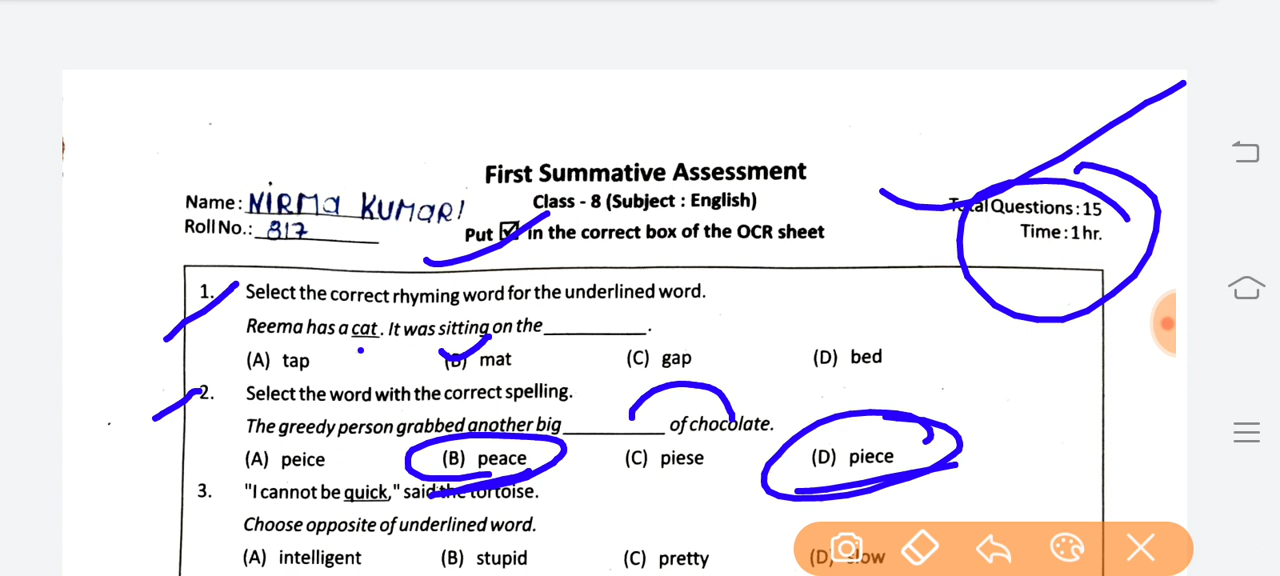 First Summative Assessment
Name: NIRMA KUMARI
Class - 8 (Subject : English)
Total Questions : 15
Roll No.: 817
Put ☑ in the correct box of the OCR sheet
Time : 1 hr.
1. Select the correct rhyming word for the underlined word.
Reema has a cat. It was sitting on the __________.
(A) tap (B) mat (C) gap (D) bed
2. Select the word with the correct spelling.
The greedy person grabbed another big __________ of chocolate.
(A) peice (B) peace (C) piese (D) piece
3. "I cannot be quick," said the tortoise.
Choose opposite of underlined word.
(A) intelligent (B) stupid (C) pretty (D) slow